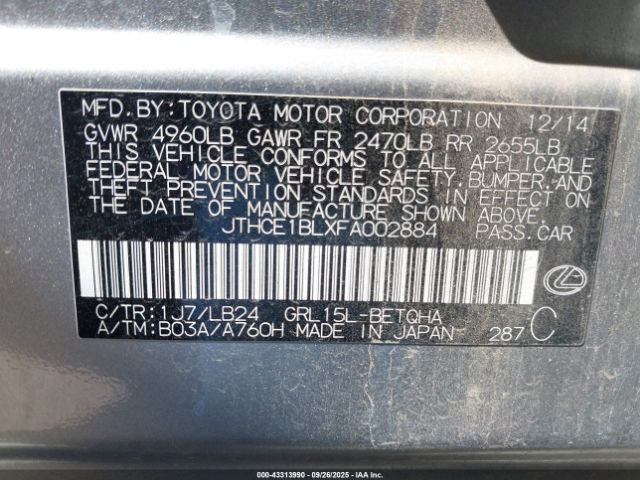 MFD. BY: TOYOTA MOTOR CORPORATION 12/14
GVWR 4960LB GAWR FR 2470LB RR 2655LB
THIS VEHICLE CONFORMS TO ALL APPLICABLE
FEDERAL MOTOR VEHICLE SAFETY, BUMPER, AND
THEFT PREVENTION STANDARDS IN EFFECT ON
THE DATE OF MANUFACTURE SHOWN ABOVE.
JTHCE1BLXFA002884 PASS. CAR
C/TR: 1J7/LB24 GRL15L-BETQHA
A/TM: B03A/A760H MADE IN JAPAN 287 C
000-43313990 - 09/26/2025 - IAAI INC.